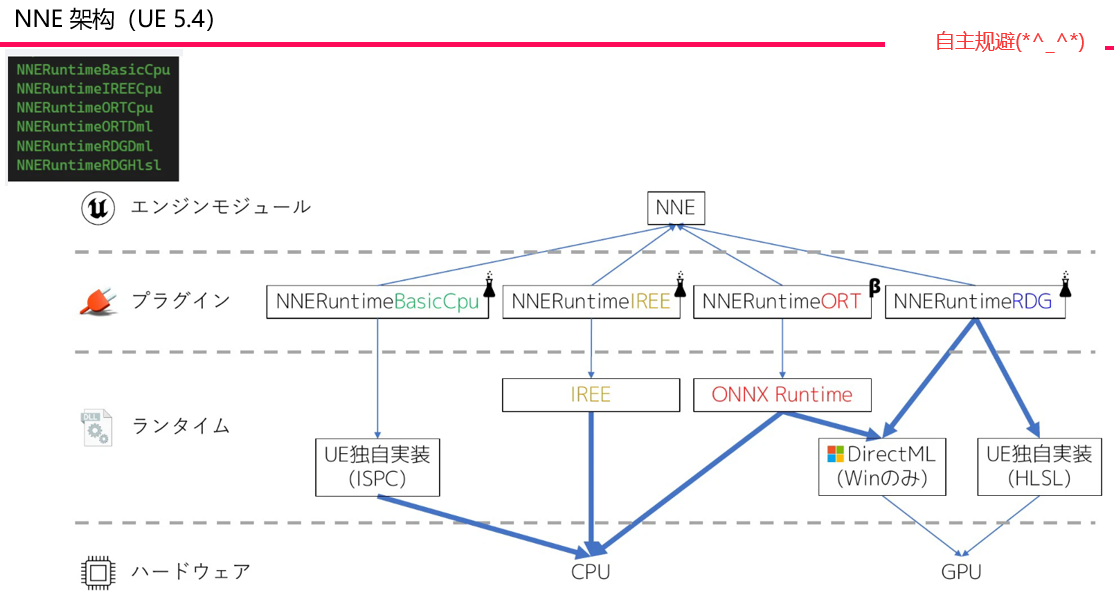 NNE 架构（UE 5.4）
自主规避(*^_^*)
NNERuntimeBasicCpu
NNERuntimeIREECpu
NNERuntimeORTCpu
NNERuntimeORTDml
NNERuntimeRDGDml
NNERuntimeRDGHlsl
エンジンモジュール
NNE
プラグイン
NNERuntimeBasicCpu
NNERuntimeIREE
NNERuntimeORT
β
NNERuntimeRDG
IREE
ONNX Runtime
DLL
ランタイム
UE独自実装
(ISPC)
DirectML
(Winのみ)
UE独自実装
(HLSL)
ハードウェア
CPU
GPU